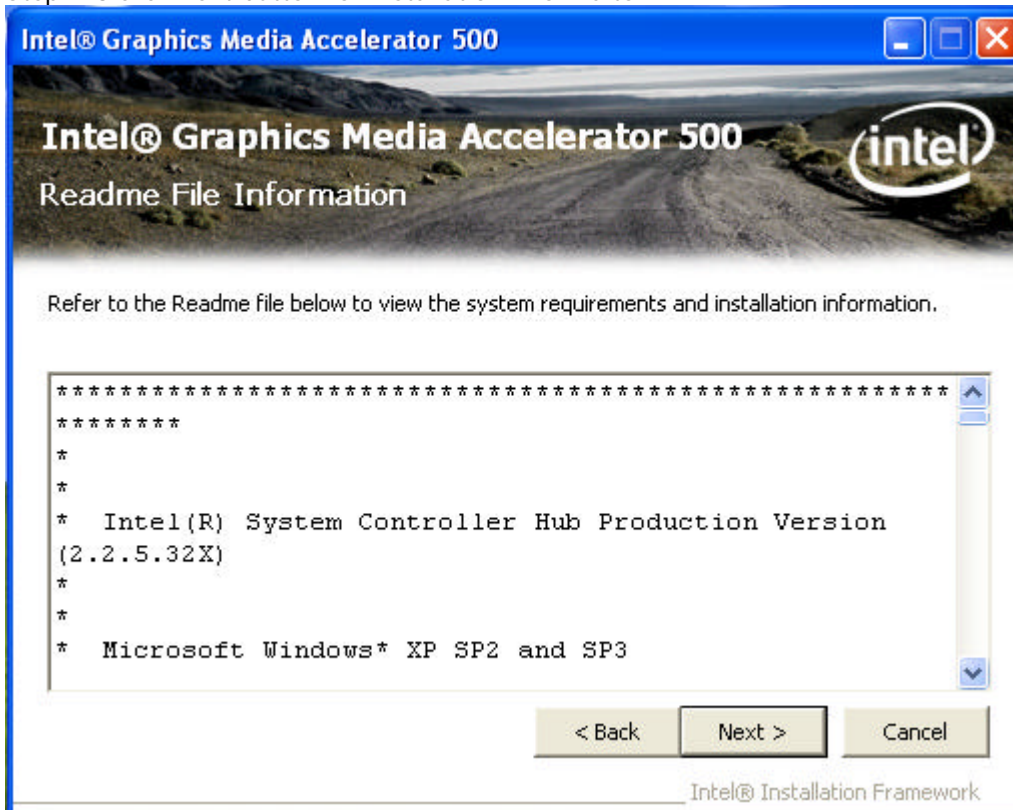 Intel® Graphics Media Accelerator 500
Intel® Graphics Media Accelerator 500
intel
Readme File Information
Refer to the Readme file below to view the system requirements and installation information.
********************************************************
********
*
*
* Intel(R) System Controller Hub Production Version
(2.2.5.32X)
*
*
* Microsoft Windows* XP SP2 and SP3
< Back
Next >
Cancel
Intel® Installation Framework